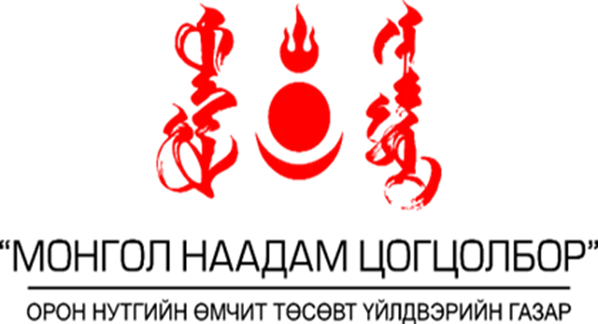 “МОНГОЛ НААДАМ ЦОГЦОЛБОР”
ОРОН НУТГИЙН ӨМЧИТ ТӨСӨВТ ҮЙЛДВЭРИЙН ГАЗАР